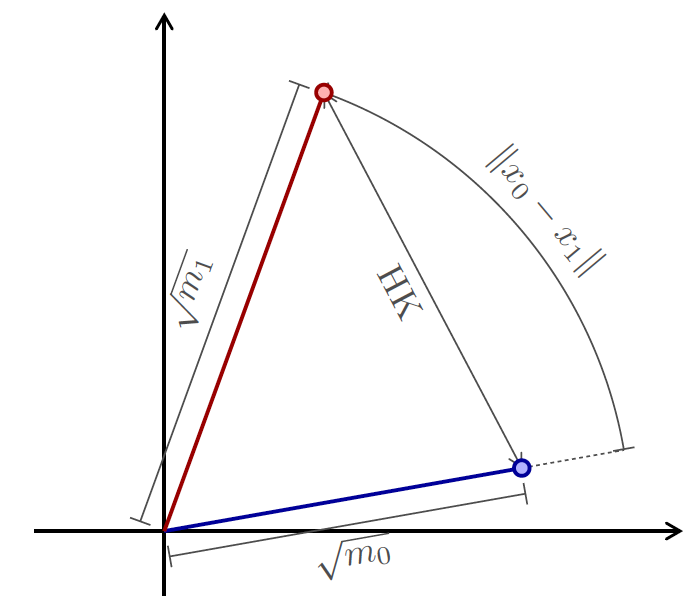 ‖x₀ − x₁‖
√m₁
HK
√m₀